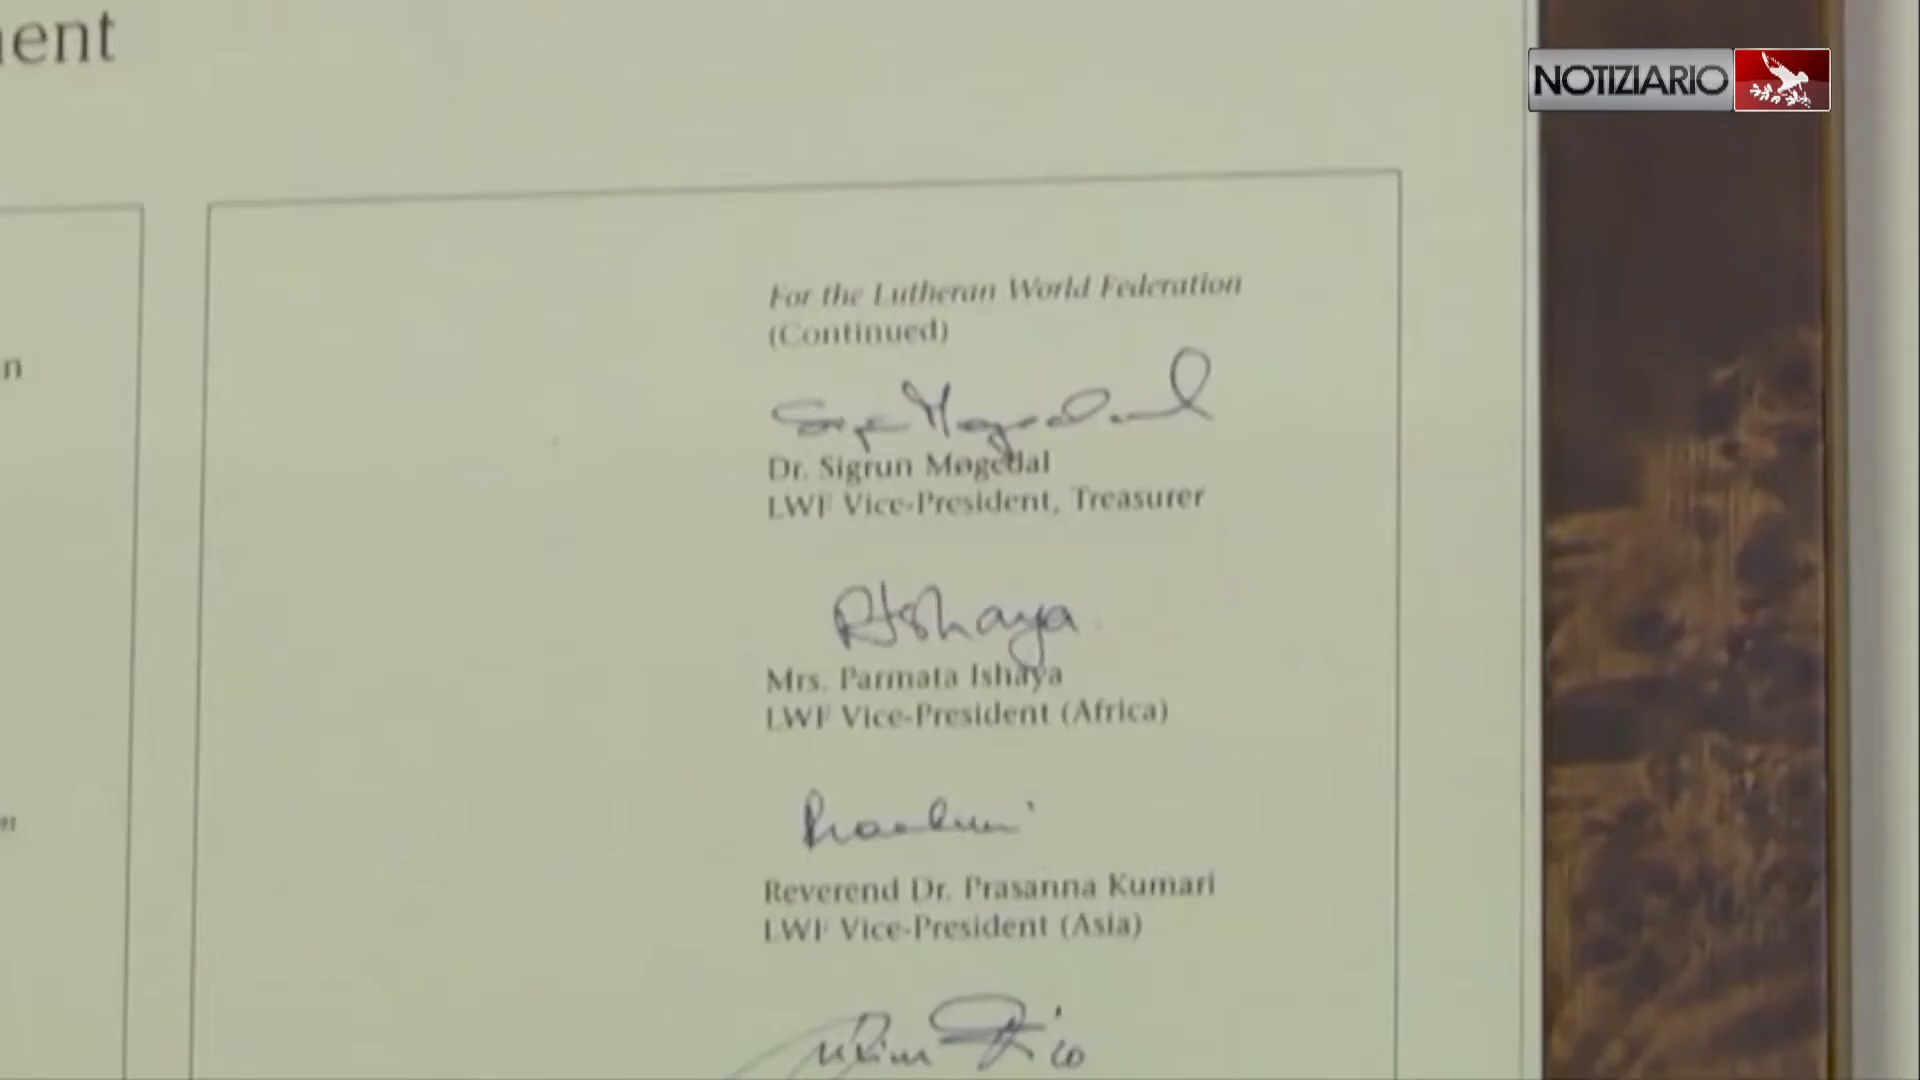 NOTIZIARIO
For the Lutheran World Federation
(Continued)
Dr. Sigrun Møgedal
LWF Vice-President, Treasurer
Mrs. Parmata Ishaya
LWF Vice-President (Africa)
Reverend Dr. Prasanna Kumari
LWF Vice-President (Asia)